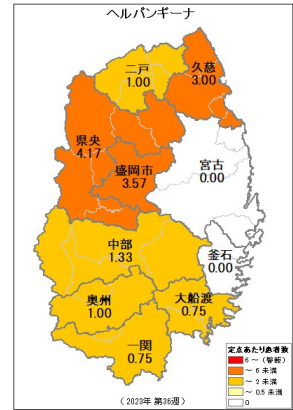 ヘルパンギーナ
二戸
1.00
久慈
3.00
県央
4.17
盛岡市
3.57
宮古
0.00
中部
1.33
釜石
0.00
奥州
1.00
大船渡
0.75
一関
0.75
定点あたり患者数
6～（警報）
～ 6 未満
～ 2 未満
～ 0.5 未満
0
（2023年 第36週）